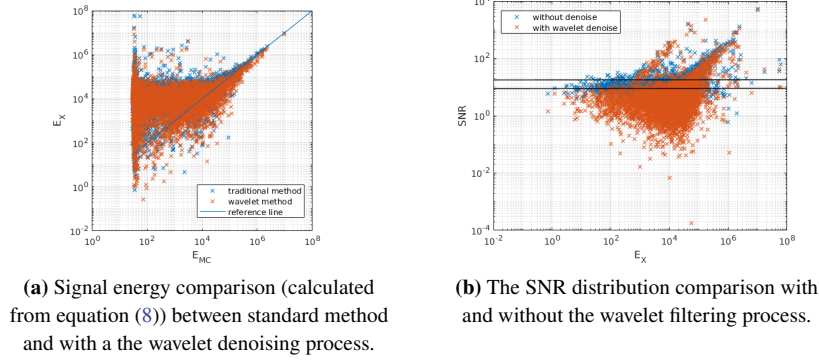 10^8
10^6
10^4
10^2
10^0
10^-2
E_X
10^0
10^2
10^4
10^6
10^8
E_MC
traditional method
wavelet method
reference line
10^4
10^2
10^0
10^-2
10^-4
SNR
10^-2
10^0
10^2
10^4
10^6
10^8
E_X
without denoise
with wavelet denoise
(a) Signal energy comparison (calculated
from equation (8)) between standard method
and with a the wavelet denoising process.
(b) The SNR distribution comparison with
and without the wavelet filtering process.